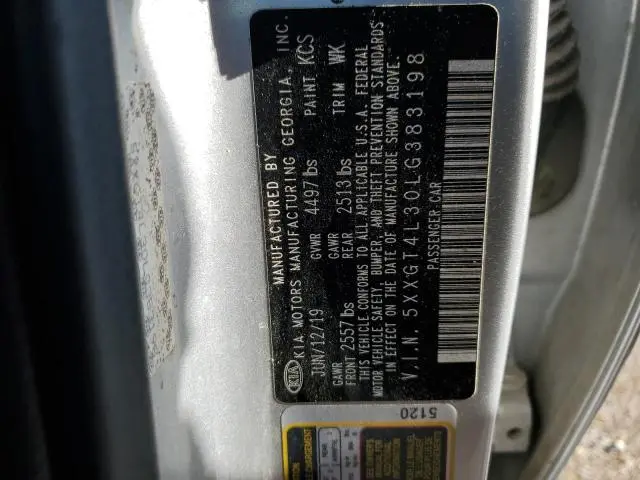 MANUFACTURED BY
KIA MOTORS MANUFACTURING GEORGIA, INC.
JUN/12/19 GVWR 4497 lbs PAINT KCS
GAWR FRONT 2557 lbs GAWR REAR 2513 lbs TRIM WK
THIS VEHICLE CONFORMS TO ALL APPLICABLE U.S.A. FEDERAL
MOTOR VEHICLE SAFETY, BUMPER, AND THEFT PREVENTION STANDARDS
IN EFFECT ON THE DATE OF MANUFACTURE SHOWN ABOVE.
V.I.N. 5XXGT4L30LG383198
PASSENGER CAR
KIA
5120